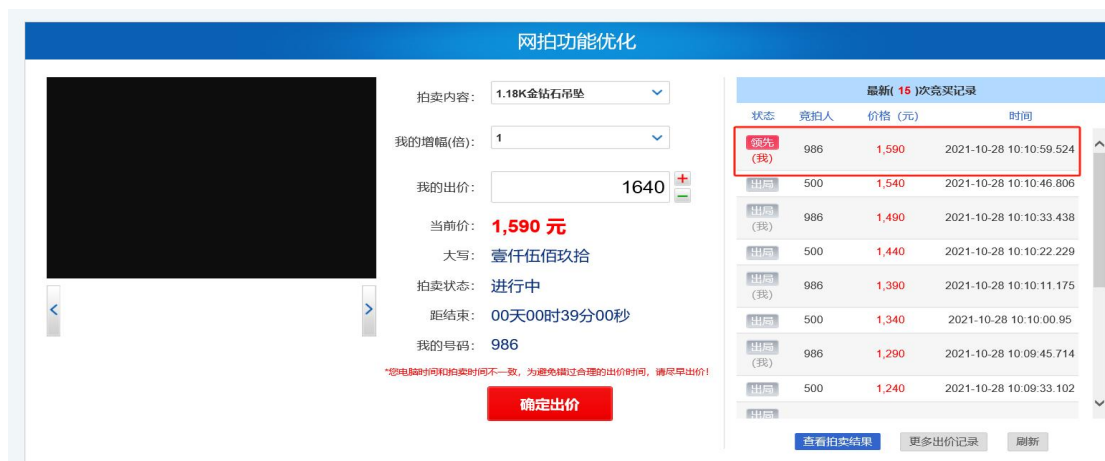 网拍功能优化
拍卖内容: 1.18K金钻石吊坠
我的增幅(倍): 1
我的出价: 1640
当前价: 1,590 元
大写: 壹仟伍佰玖拾
拍卖状态: 进行中
距结束: 00天00时39分00秒
我的号码: 986
*您电脑时间和拍卖时间不一致，为避免错过合理的出价时间，请尽早出价!
确定出价
最新( 15 )次竞买记录
状态 竞拍人 价格 (元) 时间
领先 (我) 986 1,590 2021-10-28 10:10:59.524
出局 500 1,540 2021-10-28 10:10:46.806
出局 (我) 986 1,490 2021-10-28 10:10:33.438
出局 500 1,440 2021-10-28 10:10:22.229
出局 (我) 986 1,390 2021-10-28 10:10:11.175
出局 500 1,340 2021-10-28 10:10:00.95
出局 (我) 986 1,290 2021-10-28 10:09:45.714
出局 500 1,240 2021-10-28 10:09:33.102
出局
查看拍卖结果 更多出价记录 刷新